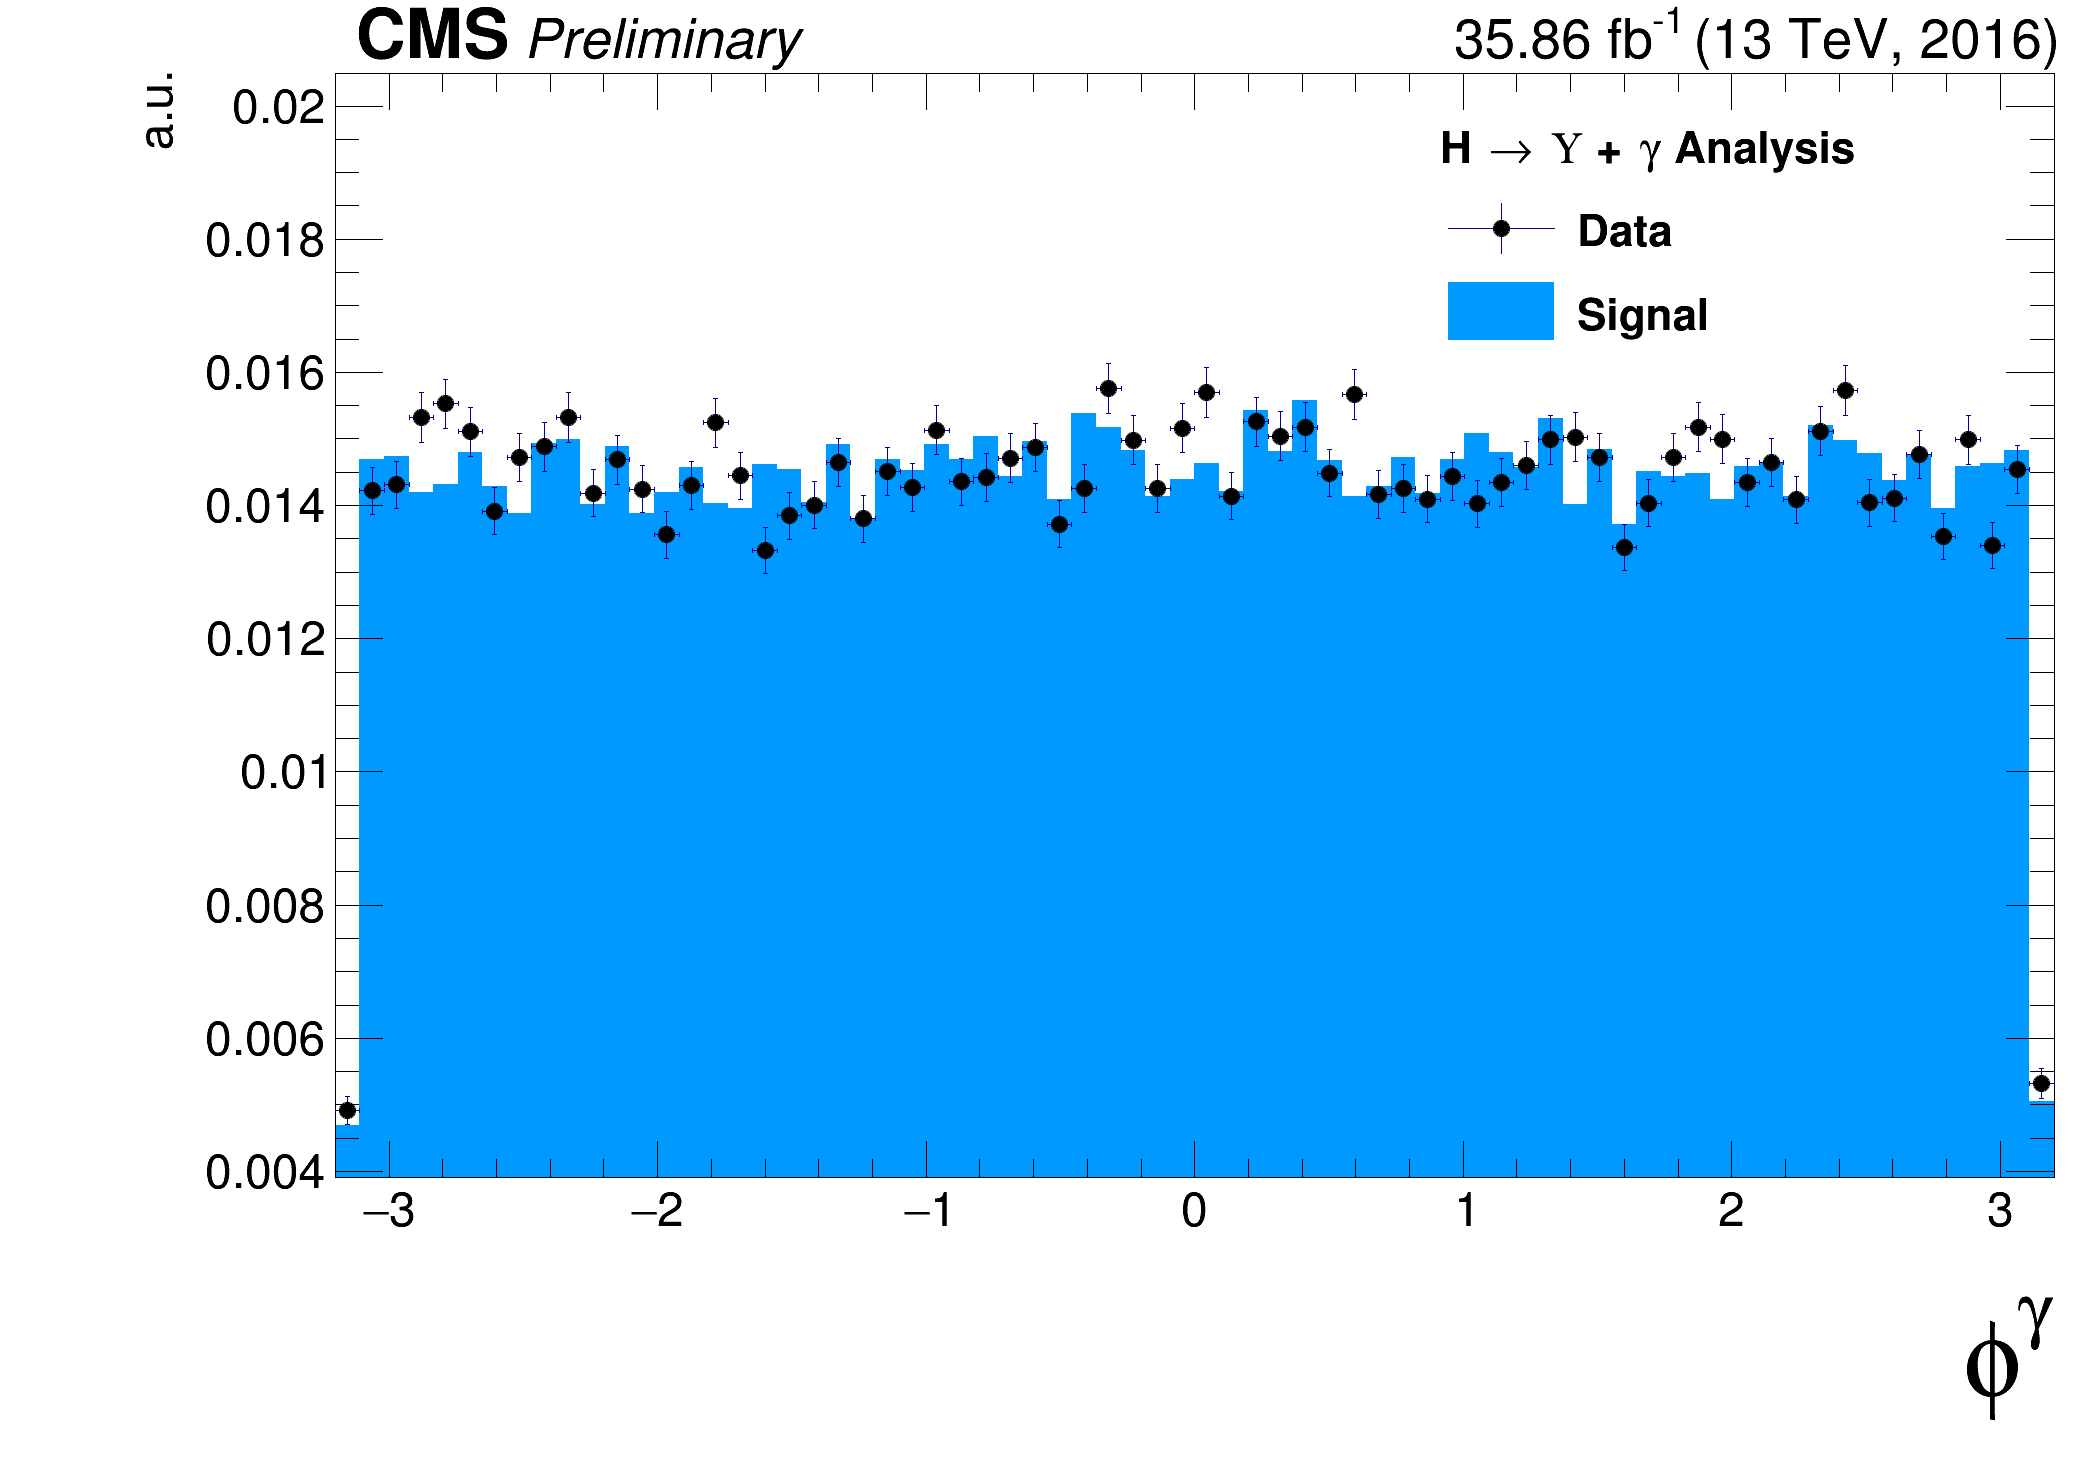 CMS Preliminary
35.86 fb⁻¹ (13 TeV, 2016)
a.u.
0.02
0.018
0.016
0.014
0.012
0.01
0.008
0.006
0.004
H → Υ + γ Analysis
Data
Signal
−3 −2 −1 0 1 2 3
ϕ^γ